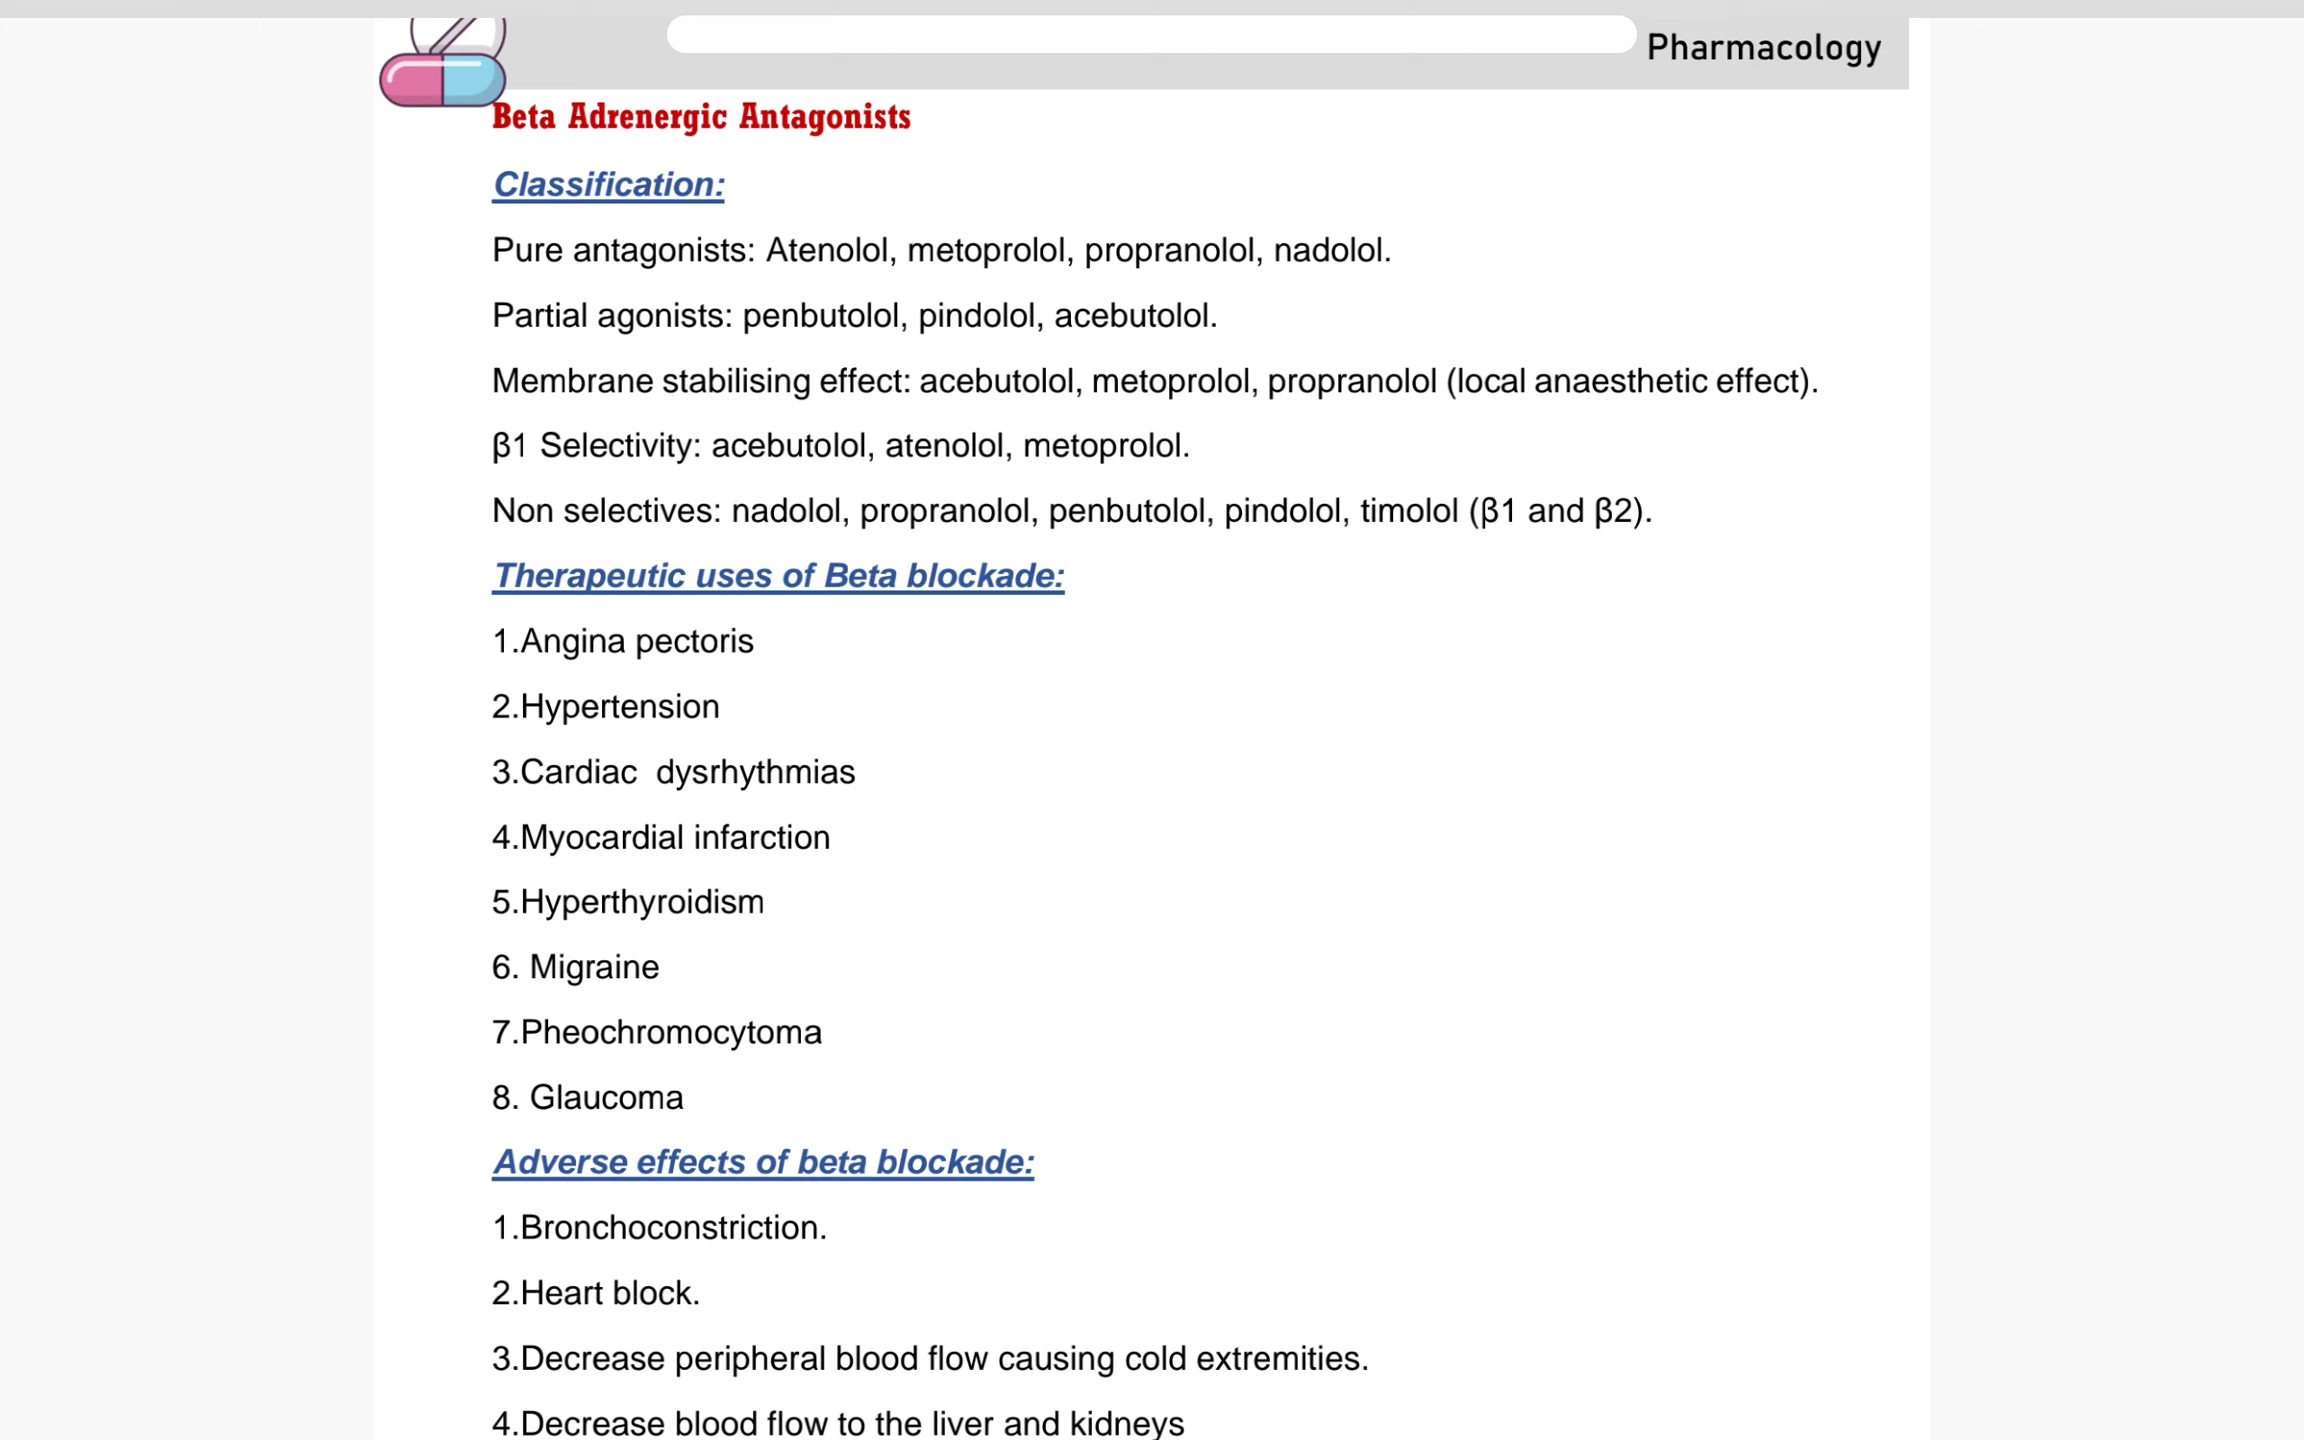 Pharmacology
Beta Adrenergic Antagonists
Classification:
Pure antagonists: Atenolol, metoprolol, propranolol, nadolol.
Partial agonists: penbutolol, pindolol, acebutolol.
Membrane stabilising effect: acebutolol, metoprolol, propranolol (local anaesthetic effect).
β1 Selectivity: acebutolol, atenolol, metoprolol.
Non selectives: nadolol, propranolol, penbutolol, pindolol, timolol (β1 and β2).
Therapeutic uses of Beta blockade:
1.Angina pectoris
2.Hypertension
3.Cardiac  dysrhythmias
4.Myocardial infarction
5.Hyperthyroidism
6. Migraine
7.Pheochromocytoma
8. Glaucoma
Adverse effects of beta blockade:
1.Bronchoconstriction.
2.Heart block.
3.Decrease peripheral blood flow causing cold extremities.
4.Decrease blood flow to the liver and kidneys